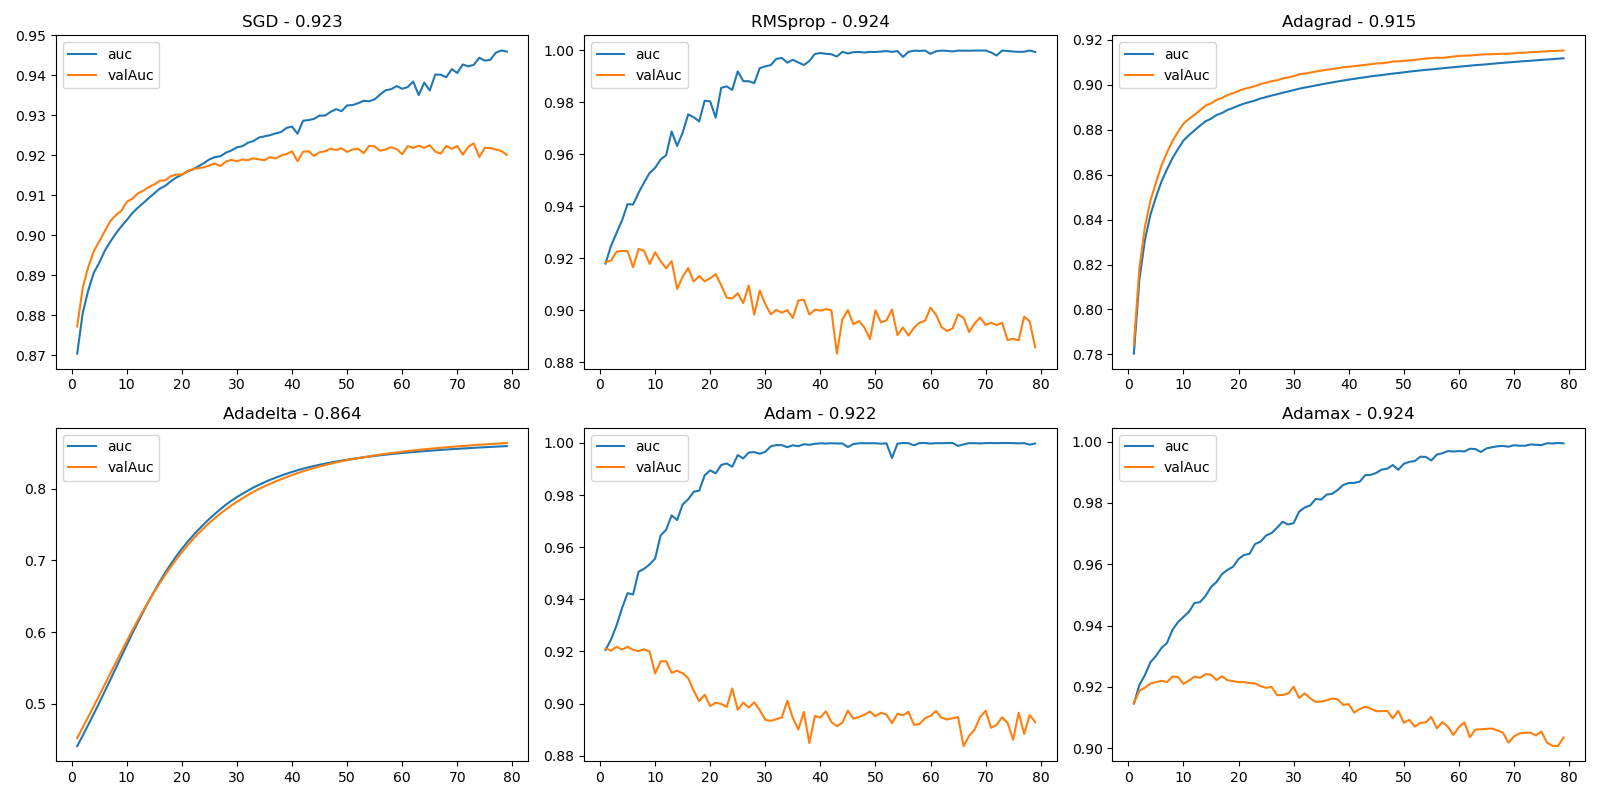 SGD - 0.923
auc
valAuc
0.95
0.94
0.93
0.92
0.91
0.90
0.89
0.88
0.87
0 10 20 30 40 50 60 70 80
RMSprop - 0.924
auc
valAuc
1.00
0.98
0.96
0.94
0.92
0.90
0.88
0 10 20 30 40 50 60 70 80
Adagrad - 0.915
auc
valAuc
0.92
0.90
0.88
0.86
0.84
0.82
0.80
0.78
0 10 20 30 40 50 60 70 80
Adadelta - 0.864
auc
valAuc
0.8
0.7
0.6
0.5
0 10 20 30 40 50 60 70 80
Adam - 0.922
auc
valAuc
1.00
0.98
0.96
0.94
0.92
0.90
0.88
0 10 20 30 40 50 60 70 80
Adamax - 0.924
auc
valAuc
1.00
0.98
0.96
0.94
0.92
0.90
0 10 20 30 40 50 60 70 80